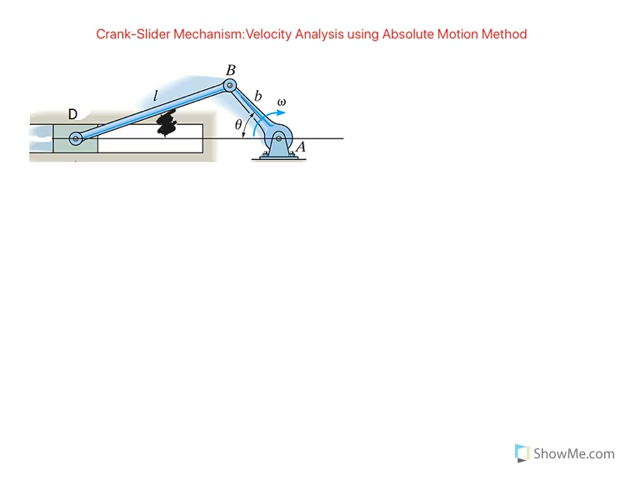 Crank-Slider Mechanism:Velocity Analysis using Absolute Motion Method
B
l
b
ω
D
θ
A
ShowMe.com